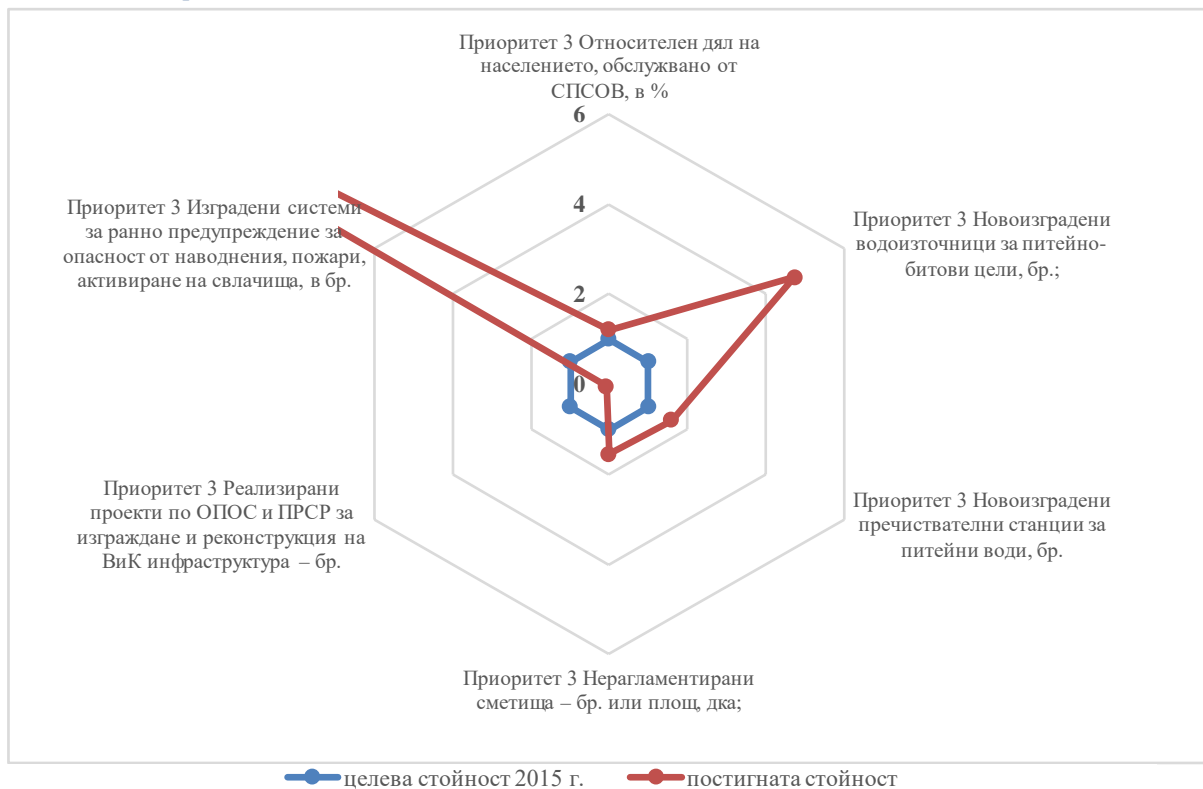 Приоритет 3 Относителен дял на
населението, обслужвано от
СПСОВ, в %
6
4
2
0
Приоритет 3 Новоизградени
водоизточници за питейно-
битови цели, бр.;
Приоритет 3 Новоизградени
пречиствателни станции за
питейни води, бр.
Приоритет 3 Нерагламентирани
сметища – бр. или площ, дка;
Приоритет 3 Реализирани
проекти по ОПОС и ПРСР за
изграждане и реконструкция на
ВиК инфраструктура – бр.
Приоритет 3 Изградени системи
за ранно предупреждение за
опасност от наводнения, пожари,
активиране на свлачища, в бр.
целева стойност 2015 г.
постигната стойност